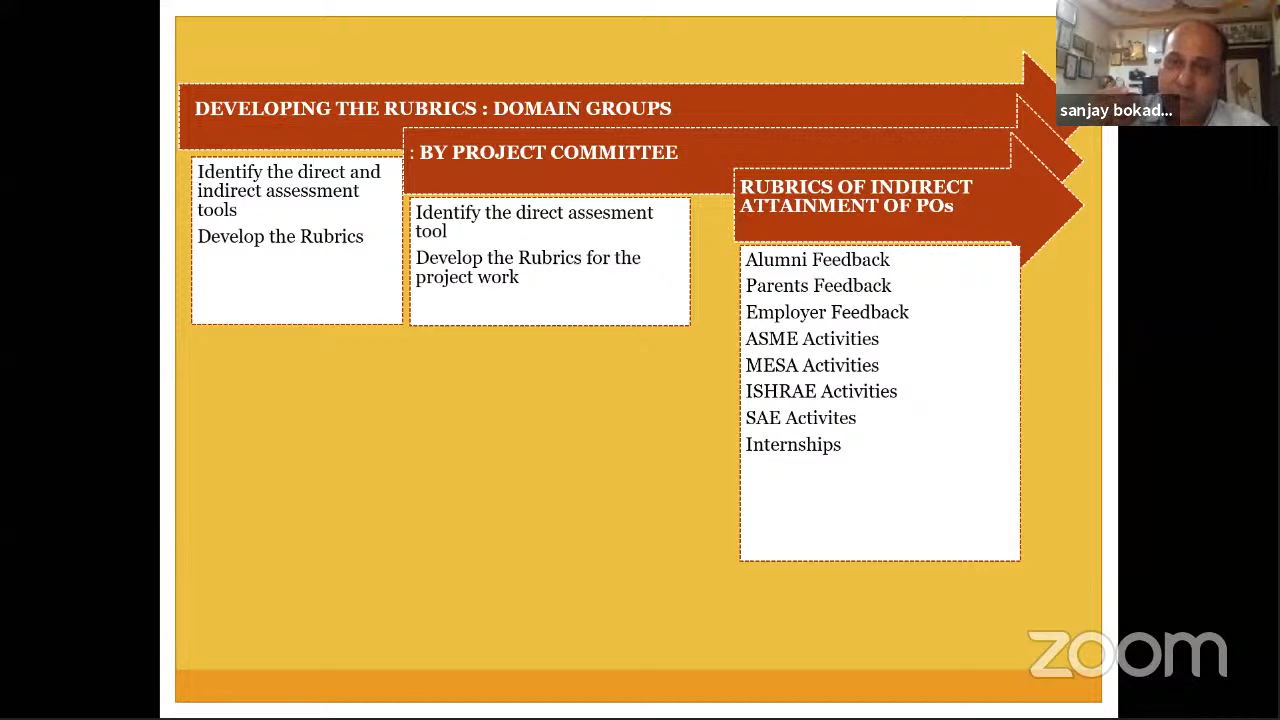 DEVELOPING THE RUBRICS : DOMAIN GROUPS
Identify the direct and
indirect assessment
tools
Develop the Rubrics
: BY PROJECT COMMITTEE
Identify the direct assesment
tool
Develop the Rubrics for the
project work
RUBRICS OF INDIRECT
ATTAINMENT OF POs
Alumni Feedback
Parents Feedback
Employer Feedback
ASME Activities
MESA Activities
ISHRAE Activities
SAE Activites
Internships
sanjay bokad...
zoom